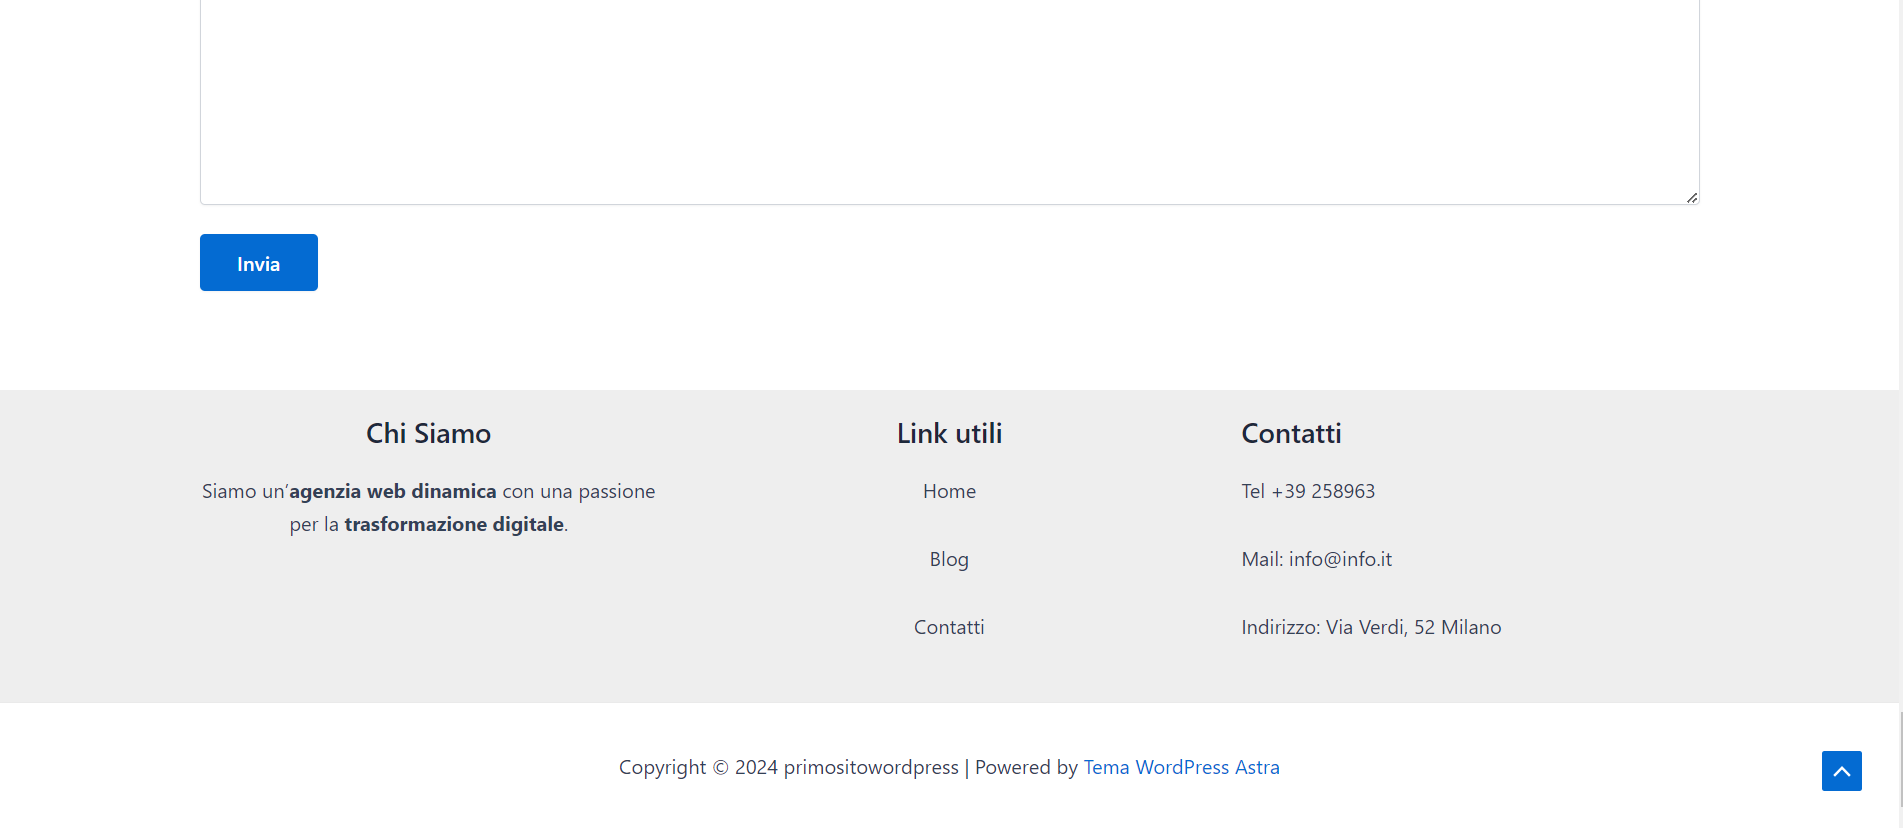 Invia
Chi Siamo
Siamo un’agenzia web dinamica con una passione
per la trasformazione digitale.
Link utili
Home
Blog
Contatti
Contatti
Tel +39 258963
Mail: info@info.it
Indirizzo: Via Verdi, 52 Milano
Copyright © 2024 primositowordpress | Powered by Tema WordPress Astra